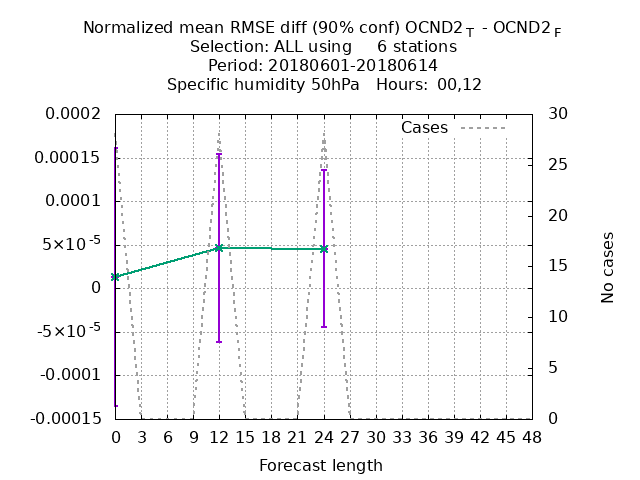 Normalized mean RMSE diff (90% conf) OCND2 T - OCND2 F
Selection: ALL using 6 stations
Period: 20180601-20180614
Specific humidity 50hPa Hours: 00,12
Cases
0.0002
0.00015
0.0001
5×10-5
0
-5×10-5
-0.0001
-0.00015
30
25
20
15
10
5
0
No cases
0 3 6 9 12 15 18 21 24 27 30 33 36 39 42 45 48
Forecast length